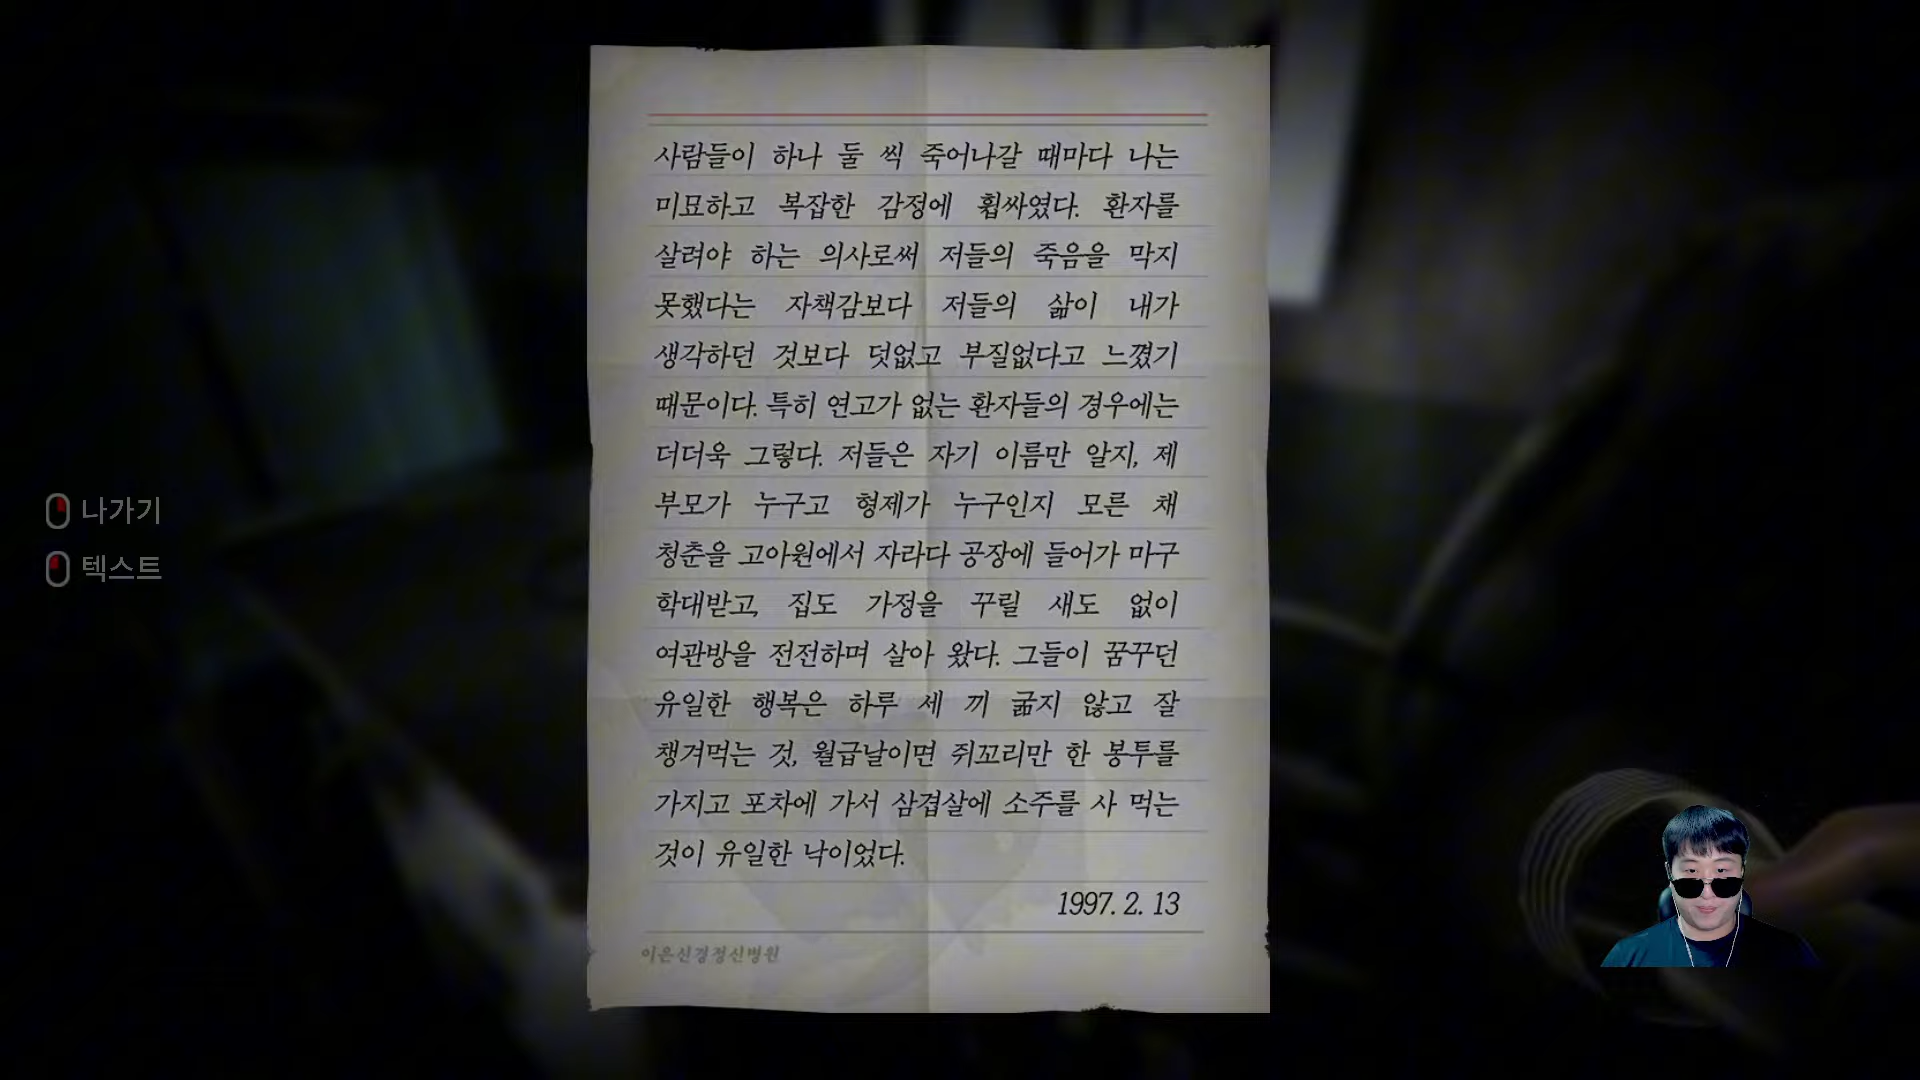 사람들이 하나 둘 씩 죽어나갈 때마다 나는
미묘하고 복잡한 감정에 휩싸였다. 환자를
살려야 하는 의사로써 저들의 죽음을 막지
못했다는 자책감보다 저들의 삶이 내가
생각하던 것보다 덧없고 부질없다고 느꼈기
때문이다. 특히 연고가 없는 환자들의 경우에는
더더욱 그렇다. 저들은 자기 이름만 알지, 제
부모가 누구고 형제가 누구인지 모른 채
청춘을 고아원에서 자라다 공장에 들어가 마구
학대받고, 집도 가정을 꾸릴 새도 없이
여관방을 전전하며 살아 왔다. 그들이 꿈꾸던
유일한 행복은 하루 세 끼 굶지 않고 잘
챙겨먹는 것, 월급날이면 쥐꼬리만 한 봉투를
가지고 포차에 가서 삼겹살에 소주를 사 먹는
것이 유일한 낙이었다.
1997. 2. 13
이은신경정신병원
나가기
텍스트